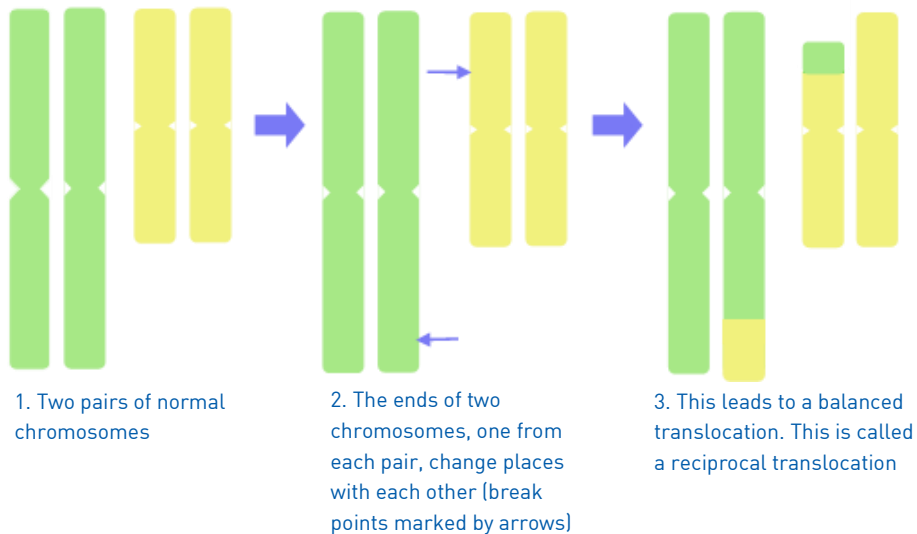 1. Two pairs of normal
chromosomes
2. The ends of two
chromosomes, one from
each pair, change places
with each other (break
points marked by arrows)
3. This leads to a balanced
translocation. This is called
a reciprocal translocation